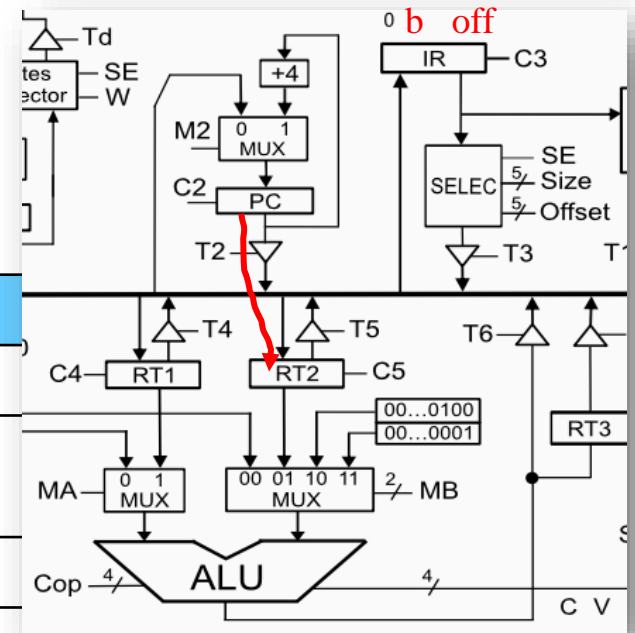 0 b off
Td
tes
ector
SE
W
+4
IR
C3
M2
0 1
MUX
C2
PC
T2
SELEC
SE
5
Size
5
Offset
T3
T1
T4
T5
T6
C4
RT1
RT2
C5
00...0100
00...0001
RT3
MA
0 1
MUX
00 01 10 11
MUX
2
MB
Cop
4
ALU
4
C V